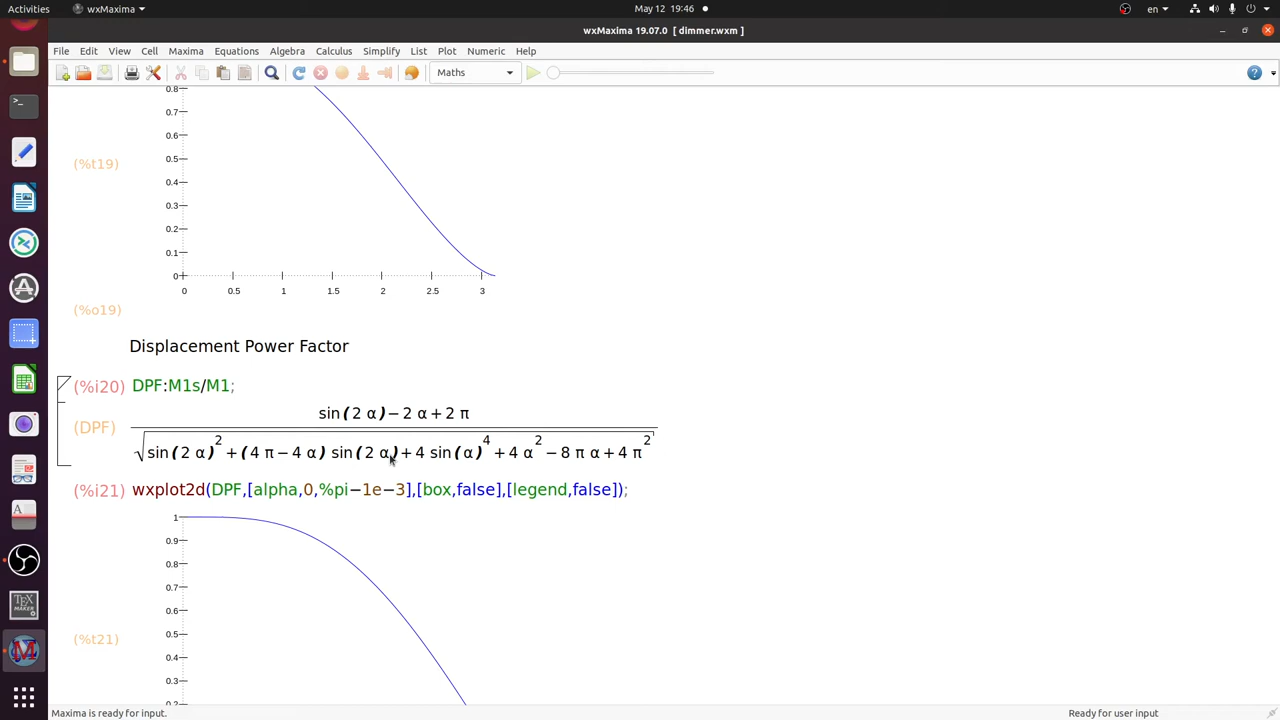 Activities
wxMaxima
May 12 19:46
en
wxMaxima 19.07.0 [ dimmer.wxm ]
File Edit View Cell Maxima Equations Algebra Calculus Simplify List Plot Numeric Help
Maths
0.8
0.7
0.6
0.5
0.4
0.3
0.2
0.1
0
0 0.5 1 1.5 2 2.5 3
(%t19)
(%o19)
Displacement Power Factor
(%i20) DPF:M1s/M1;
(DPF)
sin(2 α)−2 α+2 π
√sin(2 α)²+(4 π−4 α) sin(2 α)+4 sin(α)⁴+4 α²−8 π α+4 π²
(%i21) wxplot2d(DPF,[alpha,0,%pi−1e−3],[box,false],[legend,false]);
1
0.9
0.8
0.7
0.6
0.5
0.4
0.3
0.2
(%t21)
Maxima is ready for input.
Ready for user input